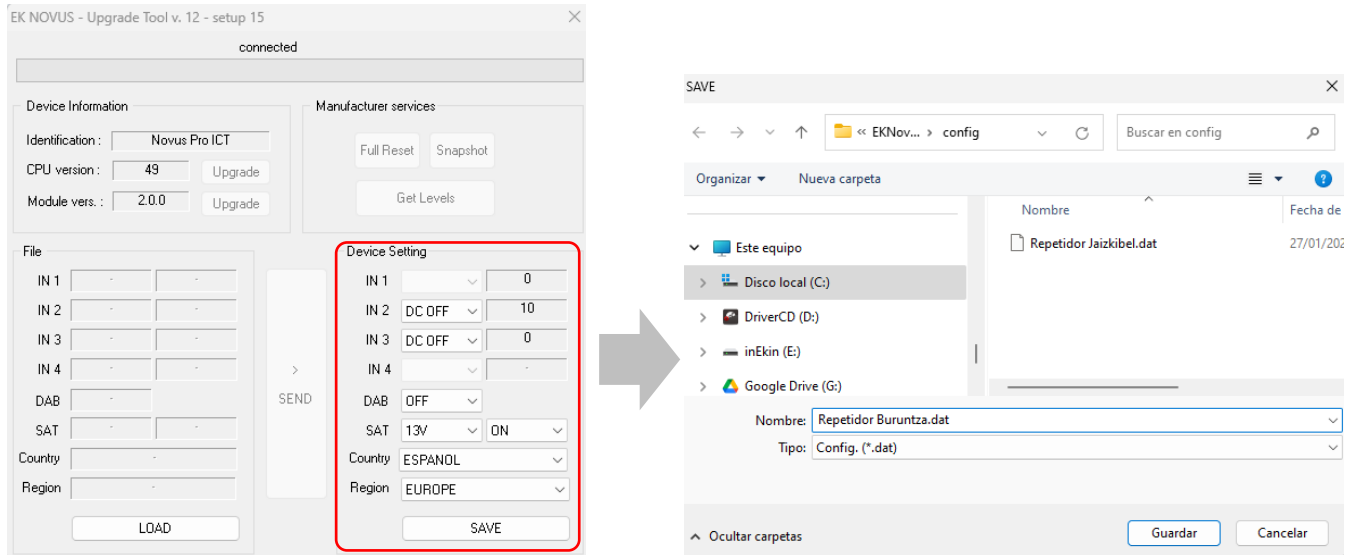 EK NOVUS - Upgrade Tool v. 12 - setup 15
connected
Device Information
Identification : Novus Pro ICT
CPU version : 49 Upgrade
Module vers. : 2.0.0 Upgrade
Manufacturer services
Full Reset Snapshot
Get Levels
File
IN 1 - -
IN 2 - -
IN 3 - -
IN 4 - -
DAB -
SAT - -
Country -
Region -
LOAD
>
SEND
Device Setting
IN 1 0
IN 2 DC OFF 10
IN 3 DC OFF 0
IN 4 -
DAB OFF
SAT 13V ON
Country ESPANOL
Region EUROPE
SAVE
SAVE
« EKNov... › config
Buscar en config
Organizar Nueva carpeta
Nombre Fecha de
Repetidor Jaizkibel.dat 27/01/202
Este equipo
Disco local (C:)
DriverCD (D:)
inEkin (E:)
Google Drive (G:)
Nombre: Repetidor Buruntza.dat
Tipo: Config. (*.dat)
Ocultar carpetas
Guardar Cancelar